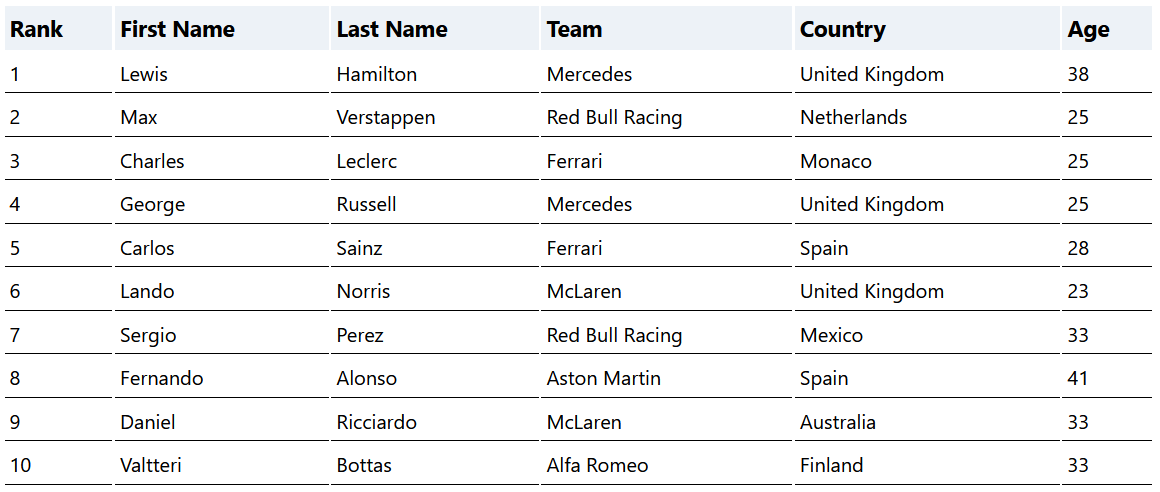 Rank First Name Last Name Team Country Age
1 Lewis Hamilton Mercedes United Kingdom 38
2 Max Verstappen Red Bull Racing Netherlands 25
3 Charles Leclerc Ferrari Monaco 25
4 George Russell Mercedes United Kingdom 25
5 Carlos Sainz Ferrari Spain 28
6 Lando Norris McLaren United Kingdom 23
7 Sergio Perez Red Bull Racing Mexico 33
8 Fernando Alonso Aston Martin Spain 41
9 Daniel Ricciardo McLaren Australia 33
10 Valtteri Bottas Alfa Romeo Finland 33